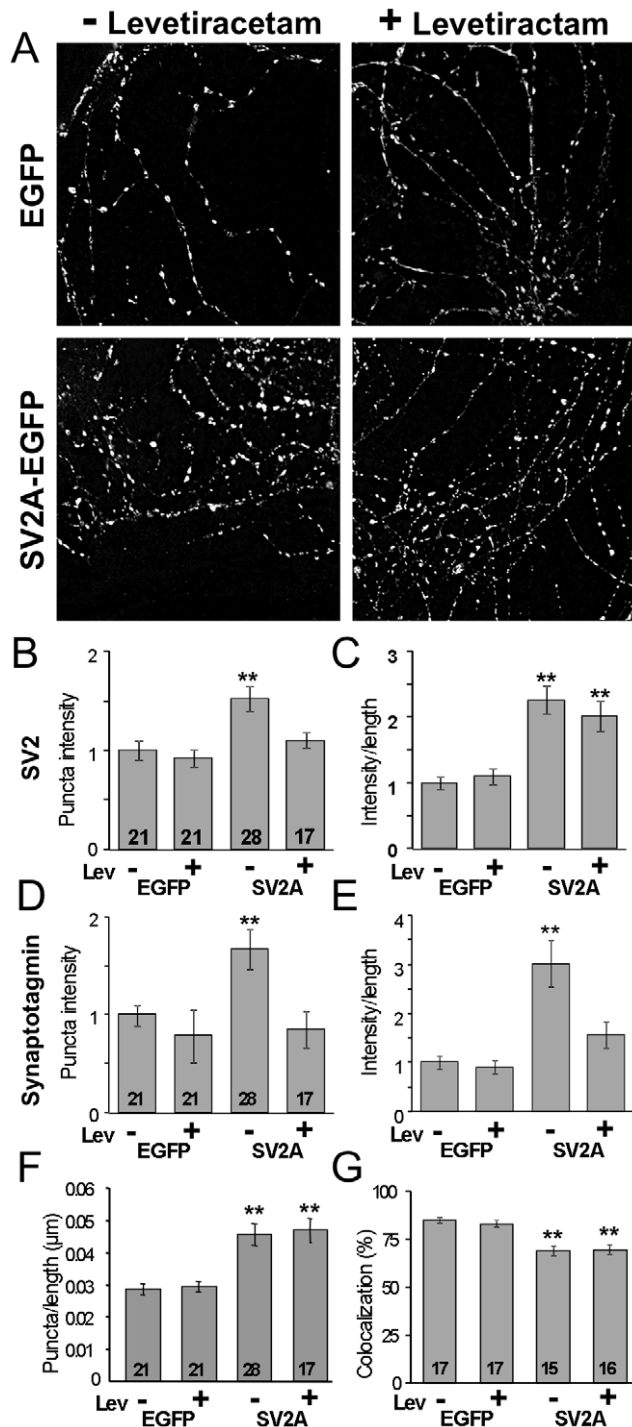 - Levetiracetam + Levetiractam
A
EGFP
SV2A-EGFP
B
SV2
Puncta intensity
2
1
0
**
21 21 28 17
Lev - + - +
EGFP SV2A
C
Intensity/length
3
2
1
0
** **
Lev - + - +
EGFP SV2A
D
Synaptotagmin
Puncta intensity
2
1
0
**
21 21 28 17
Lev - + - +
EGFP SV2A
E
Intensity/length
4
3
2
1
0
**
Lev - + - +
EGFP SV2A
F
Puncta/length (µm)
0.06
0.05
0.04
0.03
0.02
0.01
0
** **
21 21 28 17
Lev - + - +
EGFP SV2A
G
Colocalization (%)
100
75
50
25
0
** **
17 17 15 16
Lev - + - +
EGFP SV2A